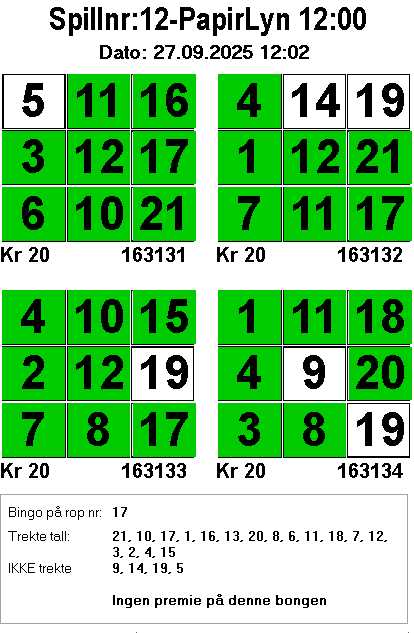 Spillnr:12-PapirLyn 12:00
Dato: 27.09.2025 12:02
5 11 16 4 14 19
3 12 17 1 12 21
6 10 21 7 11 17
Kr 20 163131 Kr 20 163132
4 10 15 1 11 18
2 12 19 4 9 20
7 8 17 3 8 19
Kr 20 163133 Kr 20 163134
Bingo på rop nr: 17
Trekte tall: 21, 10, 17, 1, 16, 13, 20, 8, 6, 11, 18, 7, 12,
3, 2, 4, 15
IKKE trekte 9, 14, 19, 5
Ingen premie på denne bongen